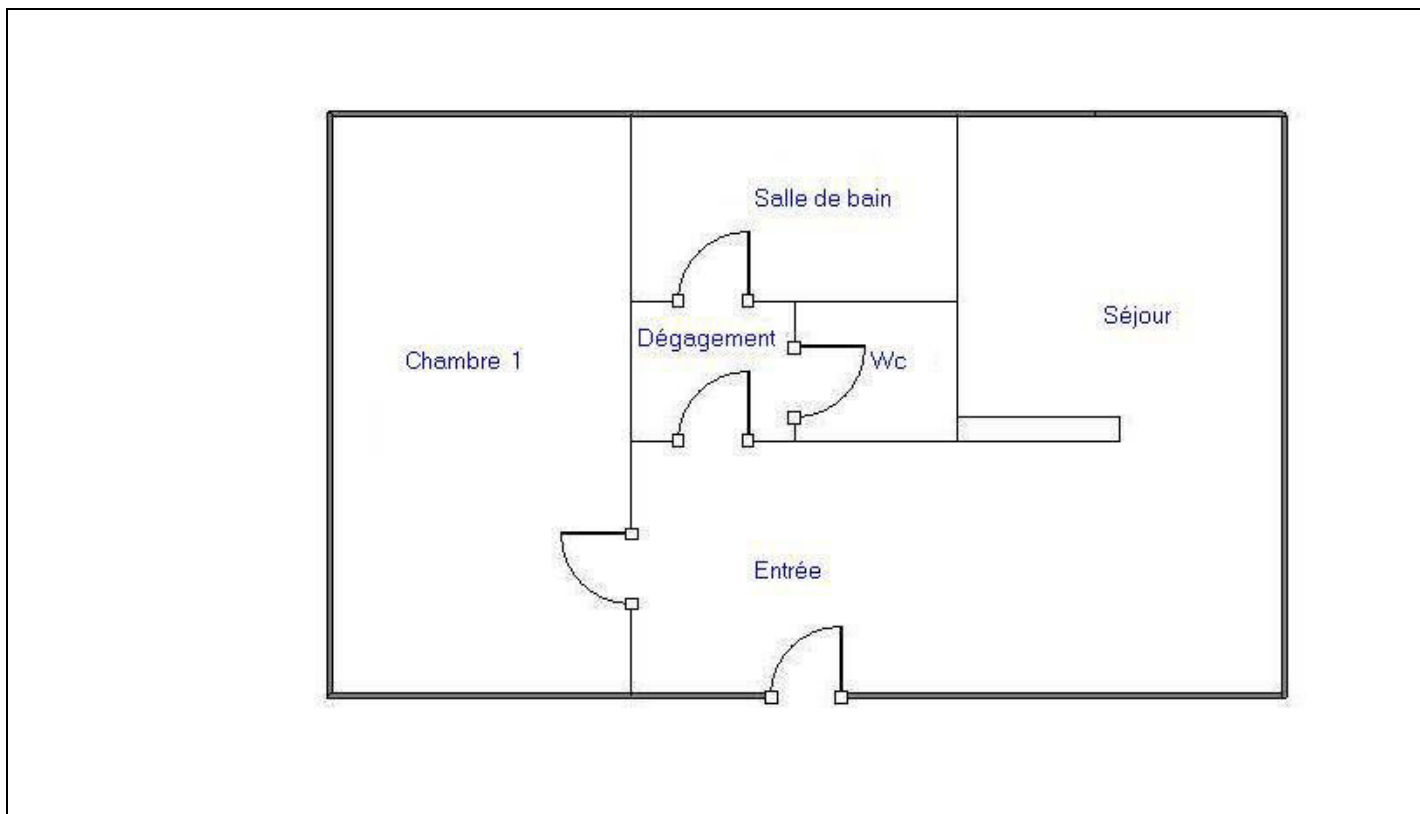 Salle de bain
Séjour
Dégagement
Chambre 1
Wc
Entrée